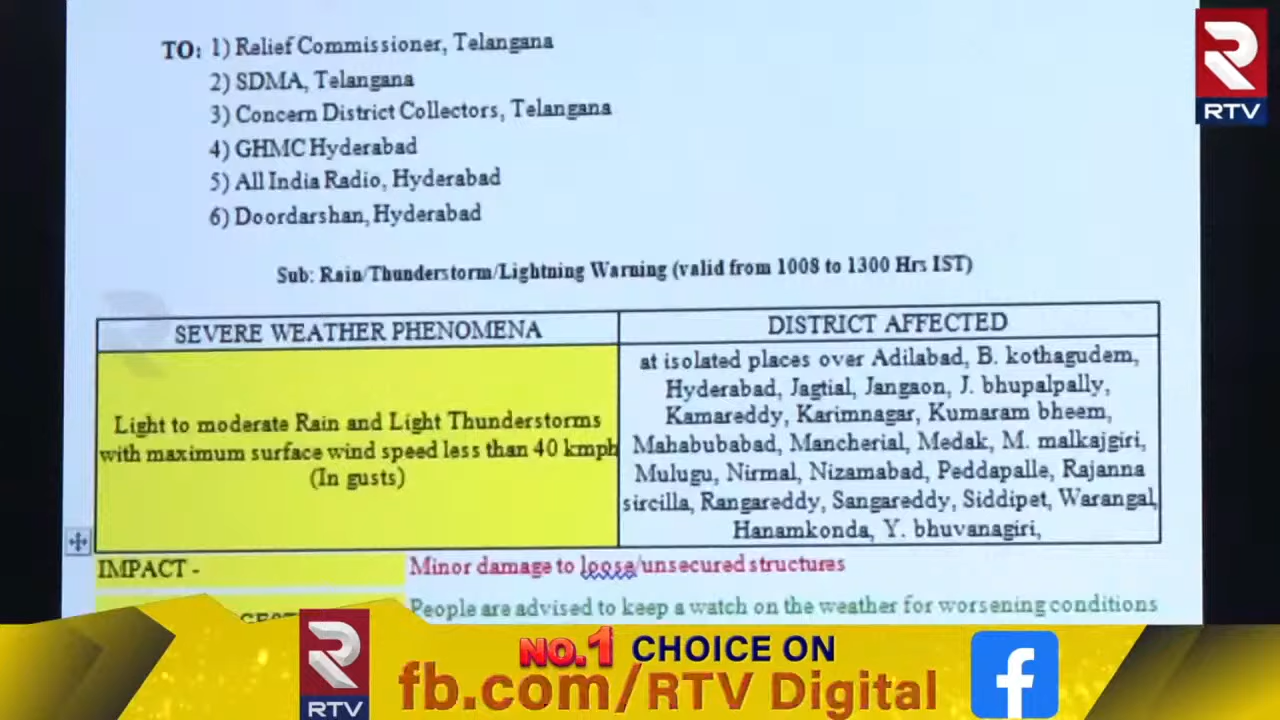 TO: 1) Relief Commissioner, Telangana
2) SDMA, Telangana
3) Concern District Collectors, Telangana
4) GHMC Hyderabad
5) All India Radio, Hyderabad
6) Doordarshan, Hyderabad
RTV
Sub: Rain/Thunderstorm/Lightning Warning (valid from 1008 to 1300 Hrs IST)
SEVERE WEATHER PHENOMENA
DISTRICT AFFECTED
Light to moderate Rain and Light Thunderstorms
with maximum surface wind speed less than 40 kmph
(In gusts)
at isolated places over Adilabad, B. kothagudem,
Hyderabad, Jagtial, Jangaon, J. bhupalpally,
Kamareddy, Karimnagar, Kumaram bheem,
Mahabubabad, Mancherial, Medak, M. malkajgiri,
Mulugu, Nirmal, Nizamabad, Peddapalle, Rajanna
sircilla, Rangareddy, Sangareddy, Siddipet, Warangal,
Hanamkonda, Y. bhuvanagiri,
IMPACT - Minor damage to loose/unsecured structures
People are advised to keep a watch on the weather for worsening conditions
RTV
NO.1 CHOICE ON
fb.com/RTV Digital